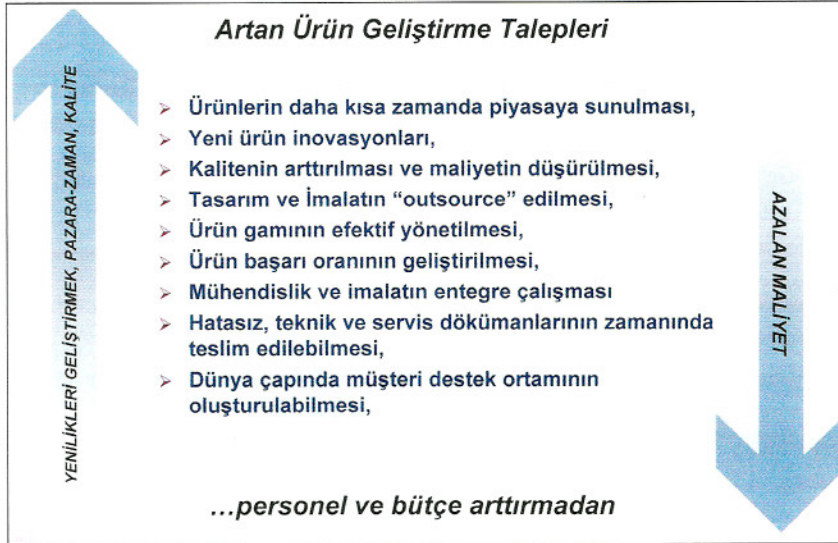 Artan Ürün Geliştirme Talepleri
YENİLİKLERİ GELİŞTİRMEK, PAZARA-ZAMAN, KALİTE
➢ Ürünlerin daha kısa zamanda piyasaya sunulması,
➢ Yeni ürün inovasyonları,
➢ Kalitenin arttırılması ve maliyetin düşürülmesi,
➢ Tasarım ve İmalatın “outsource” edilmesi,
➢ Ürün gamının efektif yönetilmesi,
➢ Ürün başarı oranının geliştirilmesi,
➢ Mühendislik ve imalatın entegre çalışması
➢ Hatasız, teknik ve servis dökümanlarının zamanında
teslim edilebilmesi,
➢ Dünya çapında müşteri destek ortamının
oluşturulabilmesi,
AZALAN MALİYET
...personel ve bütçe arttırmadan